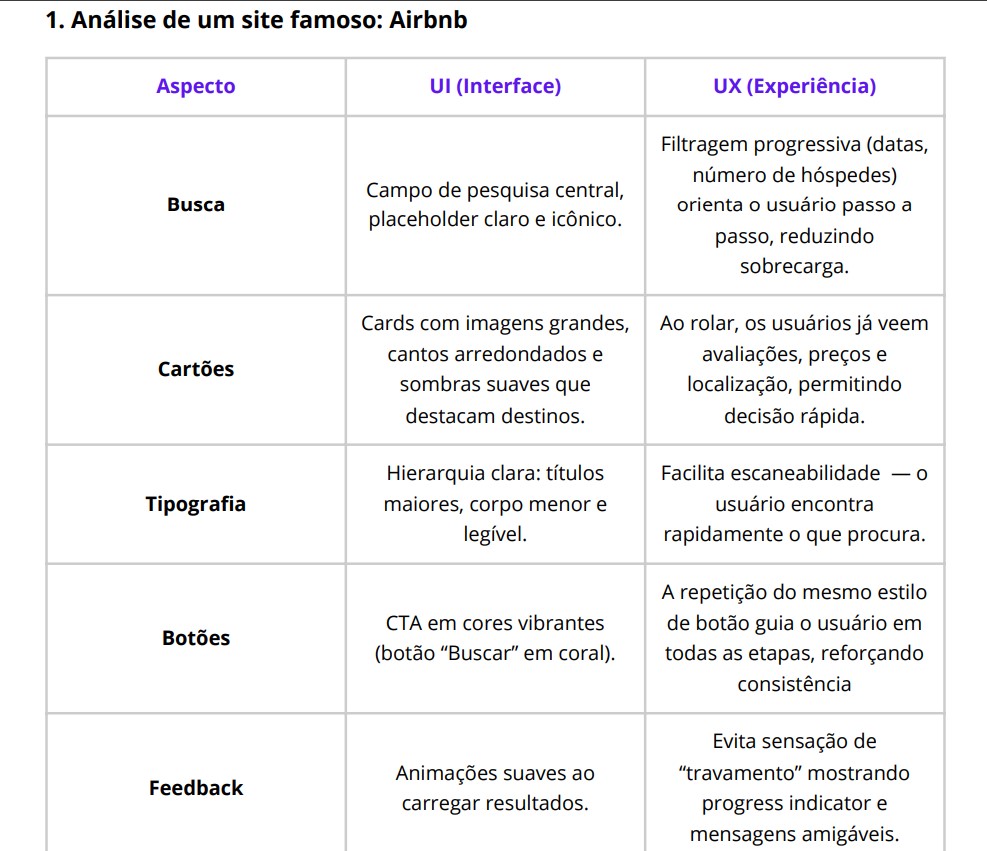 1. Análise de um site famoso: Airbnb
Aspecto
UI (Interface)
UX (Experiência)
Busca
Campo de pesquisa central,
placeholder claro e icônico.
Filtragem progressiva (datas,
número de hóspedes)
orienta o usuário passo a
passo, reduzindo
sobrecarga.
Cartões
Cards com imagens grandes,
cantos arredondados e
sombras suaves que
destacam destinos.
Ao rolar, os usuários já veem
avaliações, preços e
localização, permitindo
decisão rápida.
Tipografia
Hierarquia clara: títulos
maiores, corpo menor e
legível.
Facilita escaneabilidade — o
usuário encontra
rapidamente o que procura.
Botões
CTA em cores vibrantes
(botão “Buscar” em coral).
A repetição do mesmo estilo
de botão guia o usuário em
todas as etapas, reforçando
consistência
Feedback
Animações suaves ao
carregar resultados.
Evita sensação de
“travamento” mostrando
progress indicator e
mensagens amigáveis.